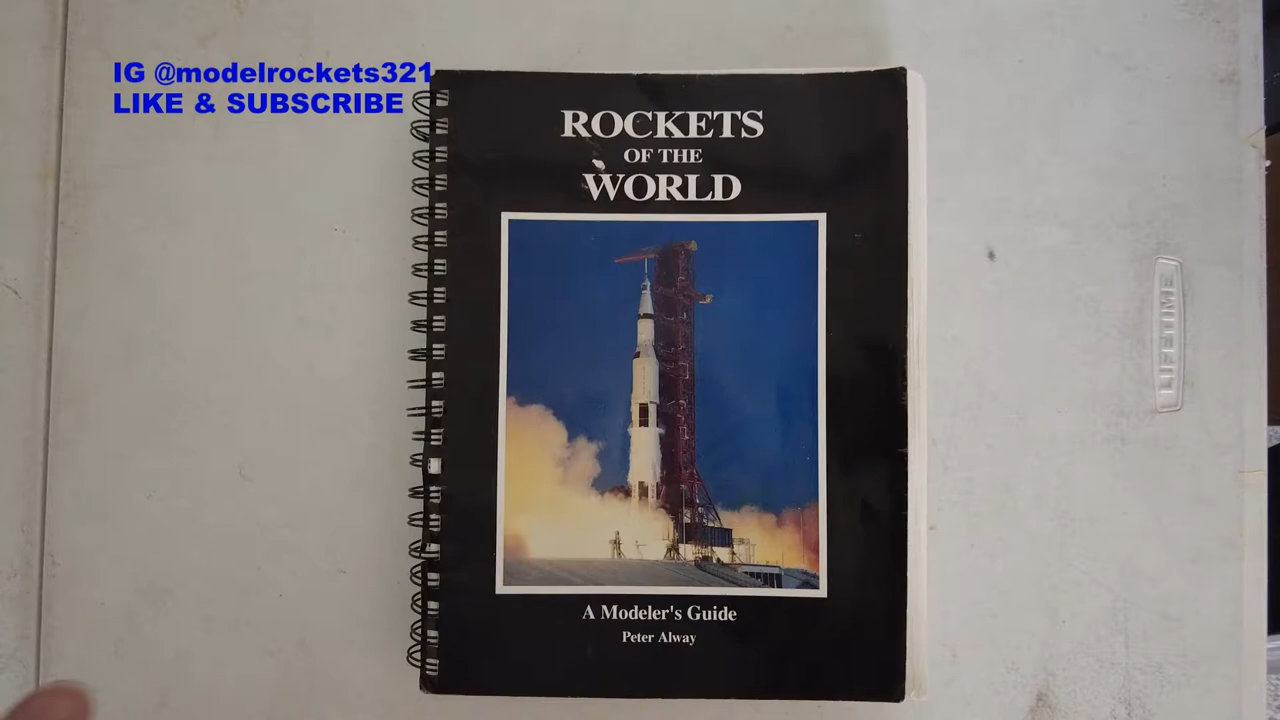 IG @modelrockets321
LIKE & SUBSCRIBE
ROCKETS
OF THE
WORLD
A Modeler's Guide
Peter Alway
LIFETIME